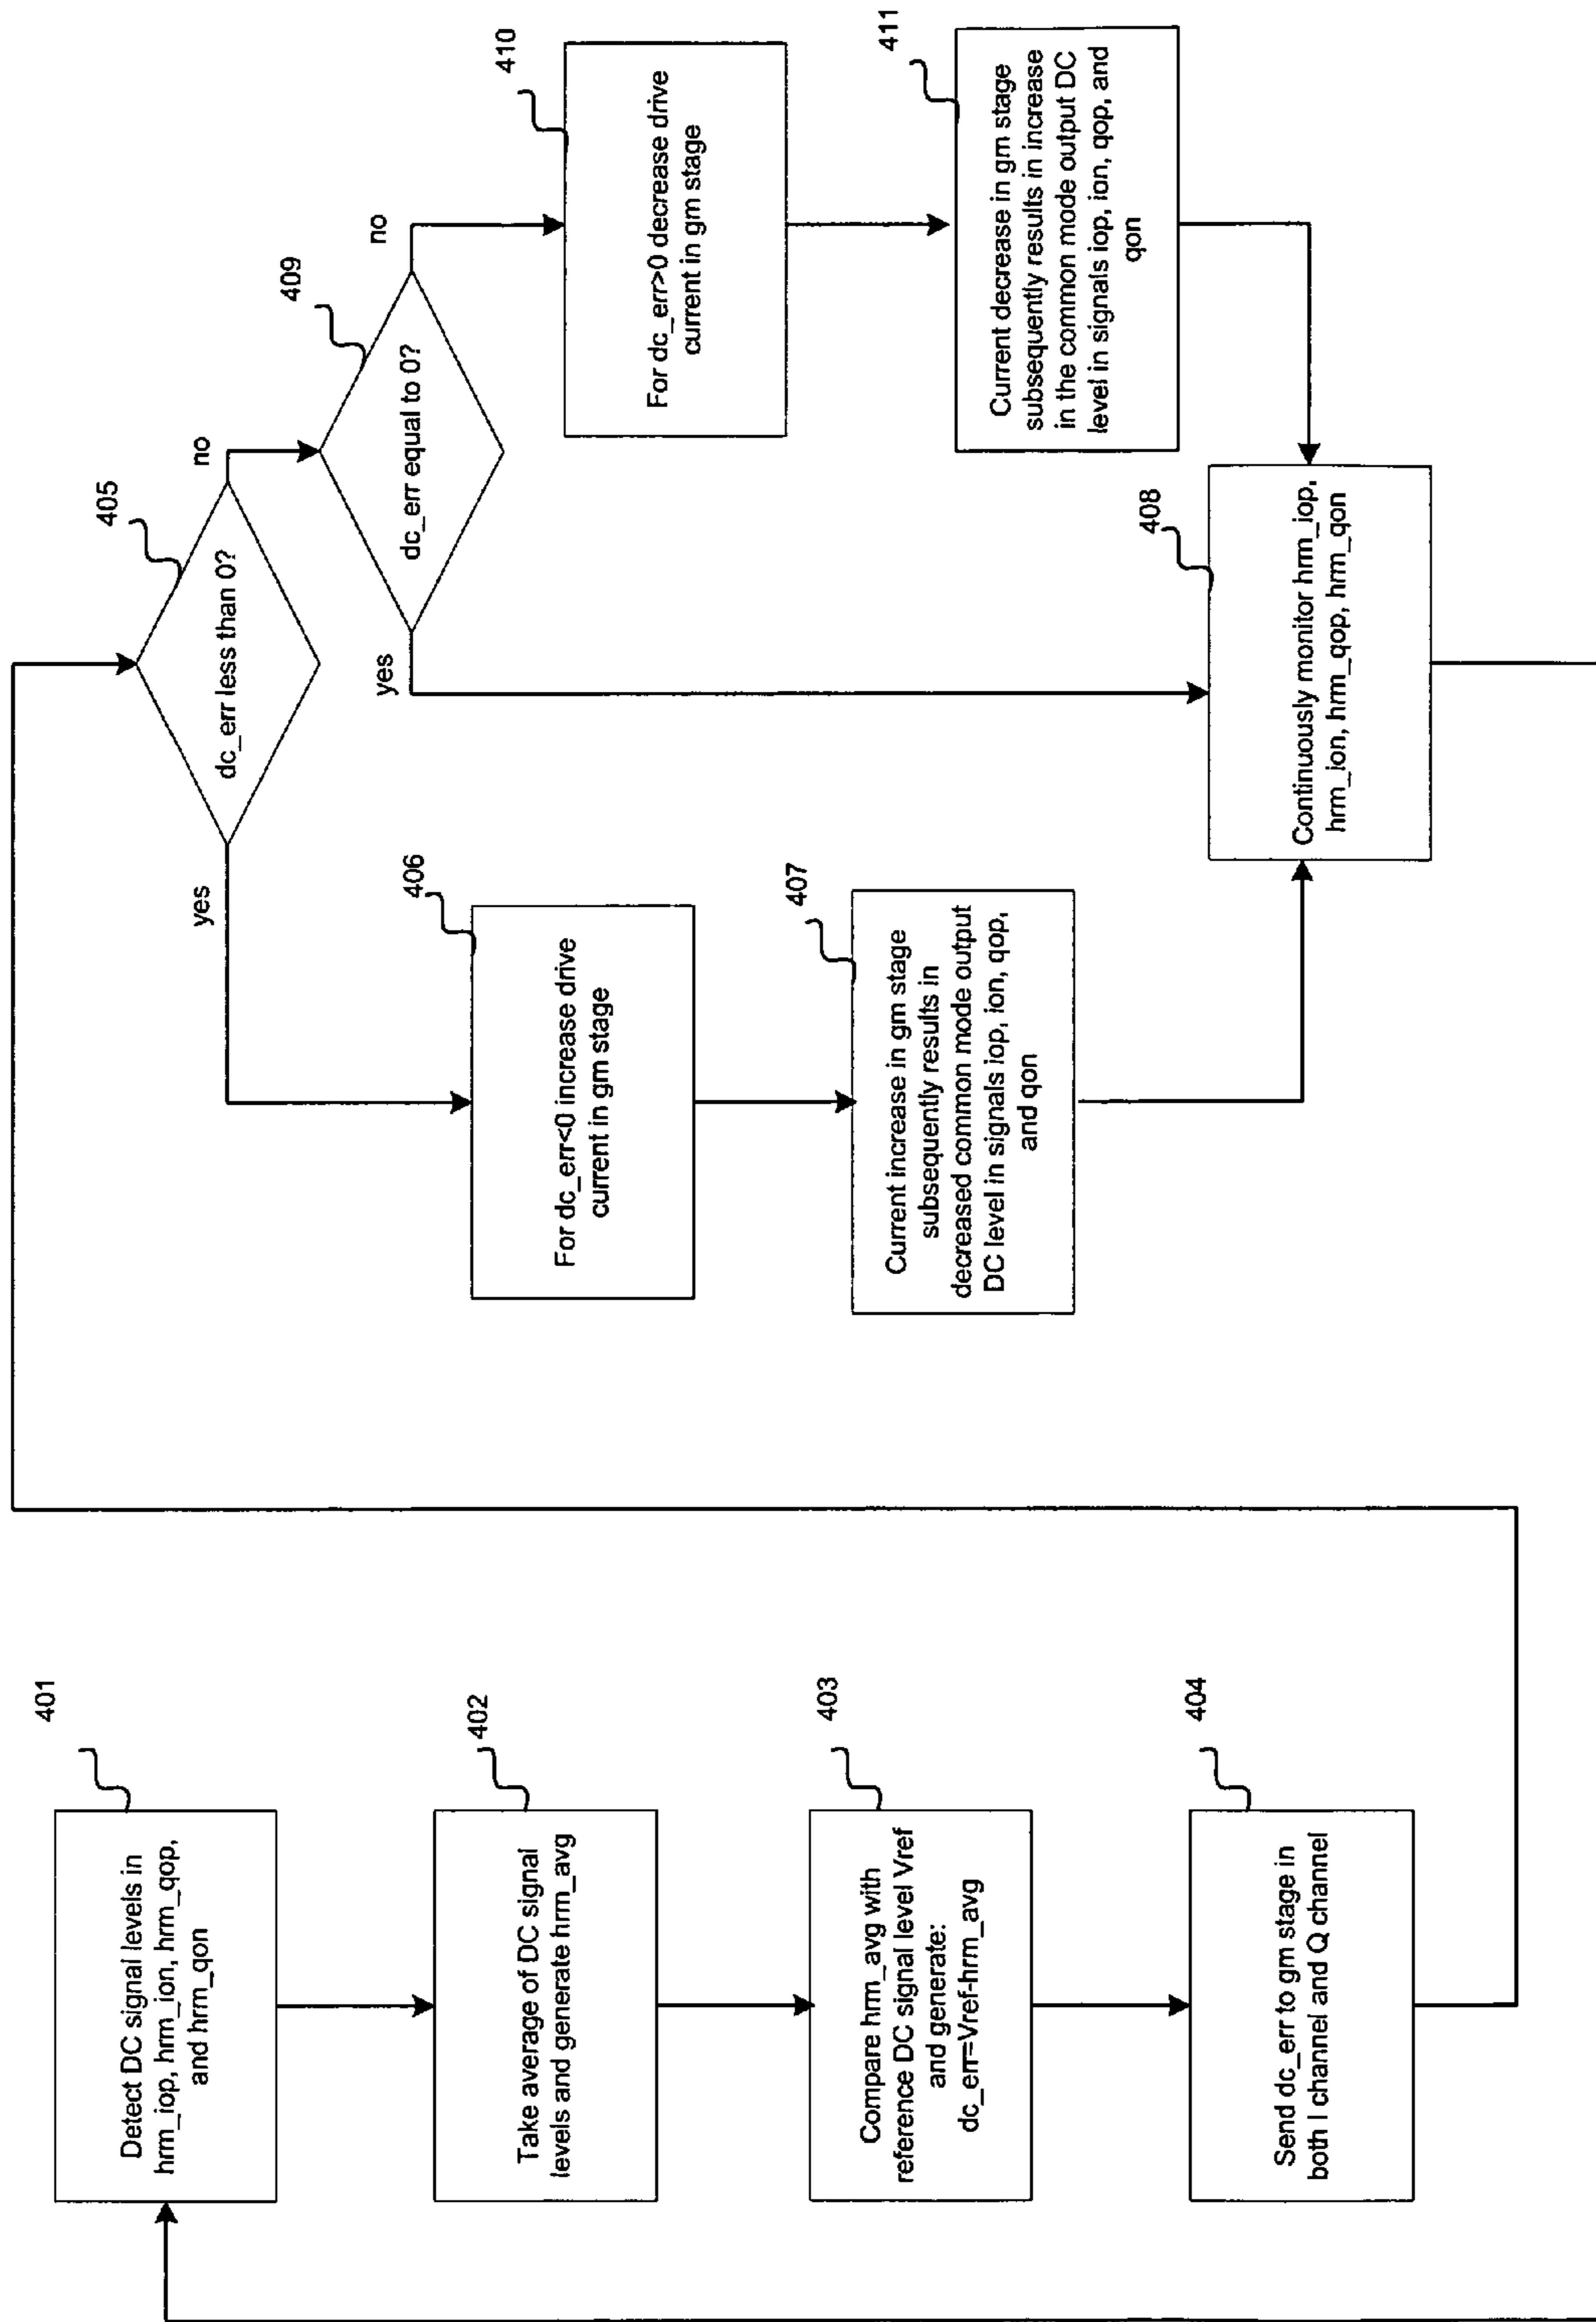 401
Detect DC signal levels in
hrm_iop, hrm_ion, hrm_qop,
and hrm_qon
402
Take average of DC signal
levels and generate hrm_avg
403
Compare hrm_avg with
reference DC signal level Vref
and generate:
dc_err=Vref-hrm_avg
404
Send dc_err to gm stage in
both I channel and Q channel
405
dc_err less than 0?
yes
no
406
For dc_err<0 increase drive
current in gm stage
407
Current increase in gm stage
subsequently results in
decreased common mode output
DC level in signals iop, ion, qop,
and qon
408
Continuously monitor hrm_iop,
hrm_ion, hrm_qop, hrm_qon
409
dc_err equal to 0?
yes
no
410
For dc_err>0 decrease drive
current in gm stage
411
Current decrease in gm stage
subsequently results in increase
in the common mode output DC
level in signals iop, ion, qop, and
qon